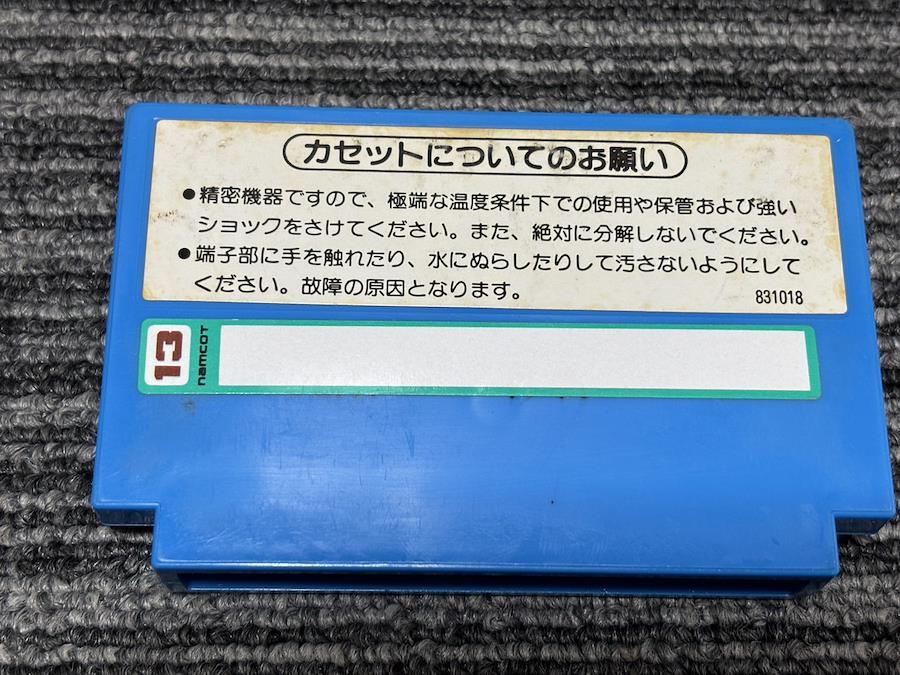 カセットについてのお願い
●精密機器ですので、極端な温度条件下での使用や保管および強い
ショックをさけてください。また、絶対に分解しないでください。
●端子部に手を触れたり、水にぬらしたりして汚さないようにして
ください。故障の原因となります。
831018
13
namcot